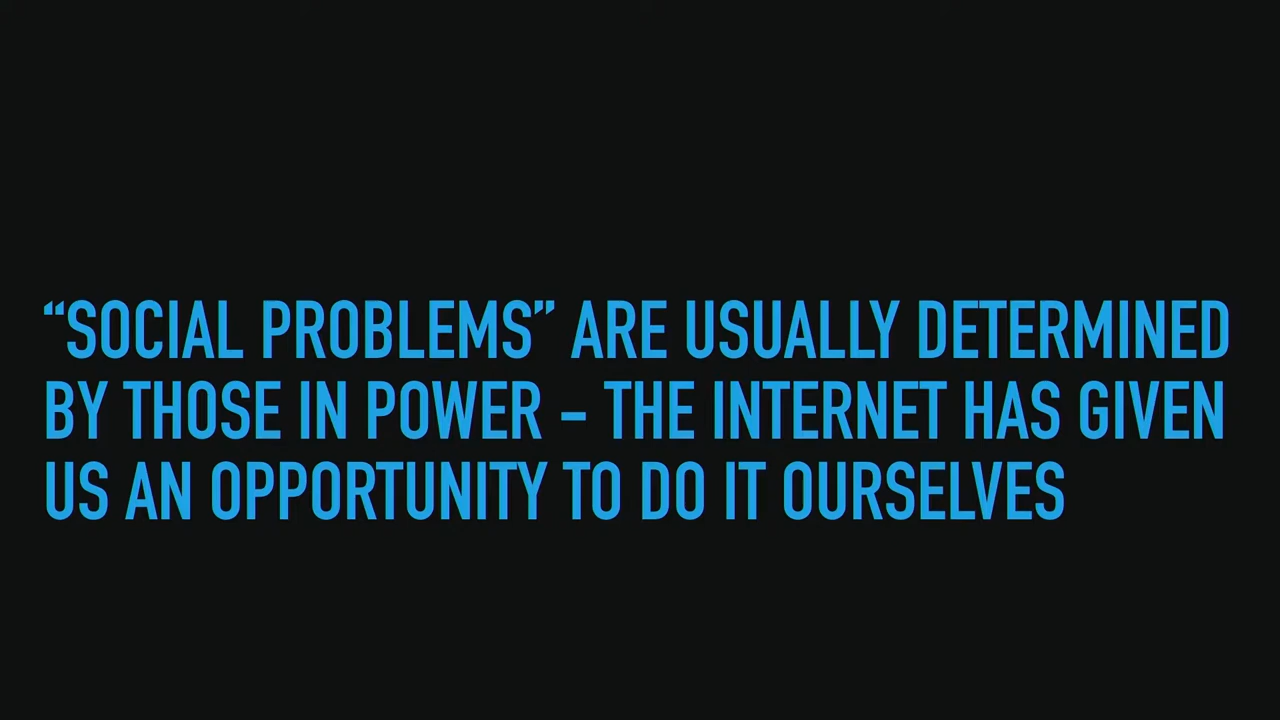 “SOCIAL PROBLEMS” ARE USUALLY DETERMINED
BY THOSE IN POWER – THE INTERNET HAS GIVEN
US AN OPPORTUNITY TO DO IT OURSELVES